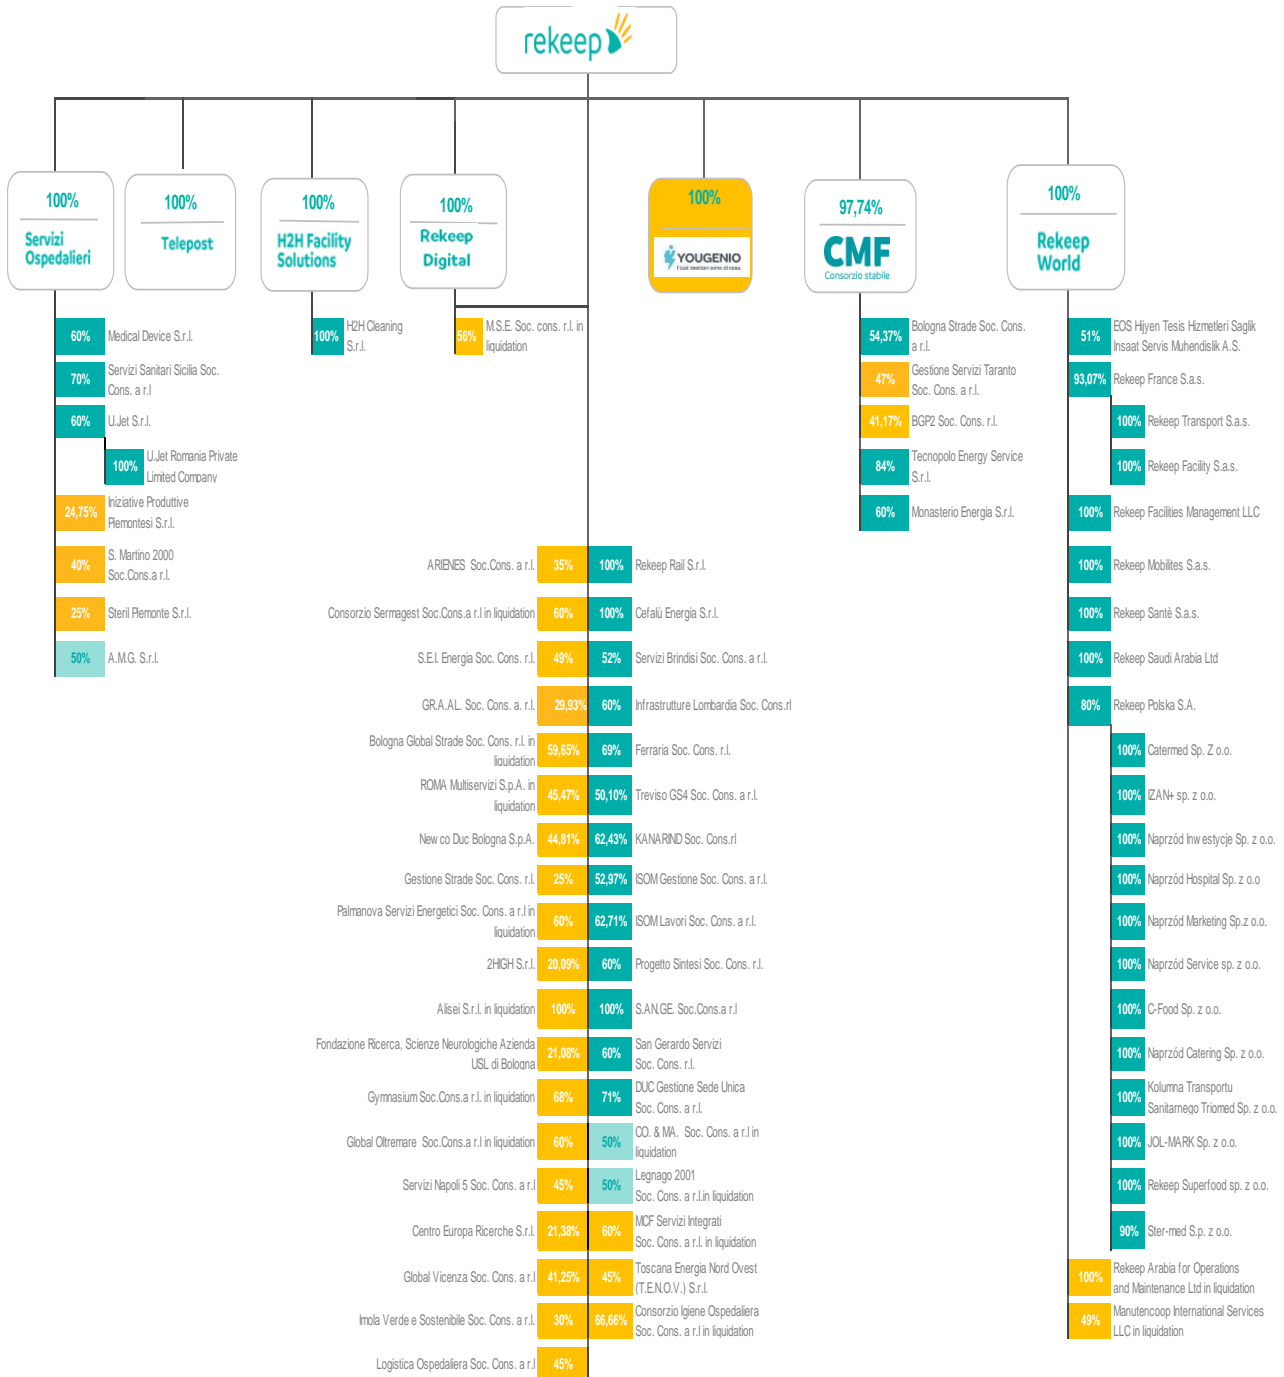 rekeep
100%
Servizi
Ospedalieri
100%
Telepost
100%
H2H Facility
Solutions
100%
Rekeep
Digital
100%
YOUGENIO
I tuoi desideri sono di casa.
97,74%
CMF
Consorzio stabile
100%
Rekeep
World
60% Medical Device S.r.l.
70% Servizi Sanitari Sicilia Soc.
Cons. a r.l
60% U.Jet S.r.l.
100% U.Jet Romania Private
Limited Company
24,75% Iniziative Produttive
Piemontesi S.r.l.
40% S. Martino 2000
Soc.Cons.a r.l.
25% Steril Piemonte S.r.l.
50% A.M.G. S.r.l.
100% H2H Cleaning
S.r.l.
56% M.S.E. Soc. cons. r.l. in
liquidation
54,37% Bologna Strade Soc. Cons.
a r.l.
47% Gestione Servizi Taranto
Soc. Cons. a r.l.
41,17% BGP2 Soc. Cons. r.l.
84% Tecnopolo Energy Service
S.r.l.
60% Monasterio Energia S.r.l.
ARIENES Soc.Cons. a r.l. 35%
100% Rekeep Rail S.r.l.
Consorzio Sermagest Soc.Cons.a r.l in liquidation 60%
100% Cefalù Energia S.r.l.
S.E.I. Energia Soc. Cons. r.l. 49%
52% Servizi Brindisi Soc. Cons. a r.l.
GR.A.AL. Soc. Cons. a. r.l. 29,93%
60% Infrastrutture Lombardia Soc. Cons.rl
Bologna Global Strade Soc. Cons. r.l. in
liquidation 59,65%
69% Ferraria Soc. Cons. r.l.
ROMA Multiservizi S.p.A. in
liquidation 45,47%
50,10% Treviso GS4 Soc. Cons. a r.l.
New co Duc Bologna S.p.A. 44,81%
62,43% KANARIND Soc. Cons.rl
Gestione Strade Soc. Cons. r.l. 25%
52,97% ISOM Gestione Soc. Cons. a r.l.
Palmanova Servizi Energetici Soc. Cons. a r.l in
liquidation 60%
62,71% ISOM Lavori Soc. Cons. a r.l.
2HIGH S.r.l. 20,09%
60% Progetto Sintesi Soc. Cons. r.l.
Alisei S.r.l. in liquidation 100%
100% S.AN.GE. Soc.Cons.a r.l
Fondazione Ricerca, Scienze Neurologiche Azienda
USL di Bologna 21,08%
60% San Gerardo Servizi
Soc. Cons. r.l.
Gymnasium Soc.Cons.a r.l. in liquidation 68%
71% DUC Gestione Sede Unica
Soc. Cons. a r.l.
Global Oltremare Soc.Cons.a r.l in liquidation 60%
50% CO. & MA. Soc. Cons. a r.l in
liquidation
Servizi Napoli 5 Soc. Cons. a r.l 45%
50% Legnago 2001
Soc. Cons. a r.l.in liquidation
Centro Europa Ricerche S.r.l. 21,38%
60% MCF Servizi Integrati
Soc. Cons. a r.l. in liquidation
Global Vicenza Soc. Cons. a r.l 41,25%
45% Toscana Energia Nord Ovest
(T.E.N.O.V.) S.r.l.
Imola Verde e Sostenibile Soc. Cons. a r.l. 30%
66,66% Consorzio Igiene Ospedaliera
Soc. Cons. a r.l in liquidation
Logistica Ospedaliera Soc. Cons. a r.l 45%
51% EOS Hijyen Tesis Hizmetleri Saglik
Insaat Servis Muhendislik A.S.
93,07% Rekeep France S.a.s.
100% Rekeep Transport S.a.s.
100% Rekeep Facility S.a.s.
100% Rekeep Facilities Management LLC
100% Rekeep Mobilites S.a.s.
100% Rekeep Santè S.a.s.
100% Rekeep Saudi Arabia Ltd
80% Rekeep Polska S.A.
100% Catermed Sp. Z o.o.
100% IZAN+ sp. z o.o.
100% Naprzód Inw estycje Sp. z o.o.
100% Naprzód Hospital Sp. z o.o
100% Naprzód Marketing Sp.z o.o.
100% Naprzód Service sp. z o.o.
100% C-Food Sp. z o.o.
100% Naprzód Catering Sp. z o.o.
100% Kolumna Transportu
Sanitarnego Triomed Sp. z o.o.
100% JOL-MARK Sp. z o.o.
100% Rekeep Superfood sp. z o.o.
90% Ster-med S.p. z o.o.
100% Rekeep Arabia for Operations
and Maintenance Ltd in liquidation
49% Manutencoop International Services
LLC in liquidation